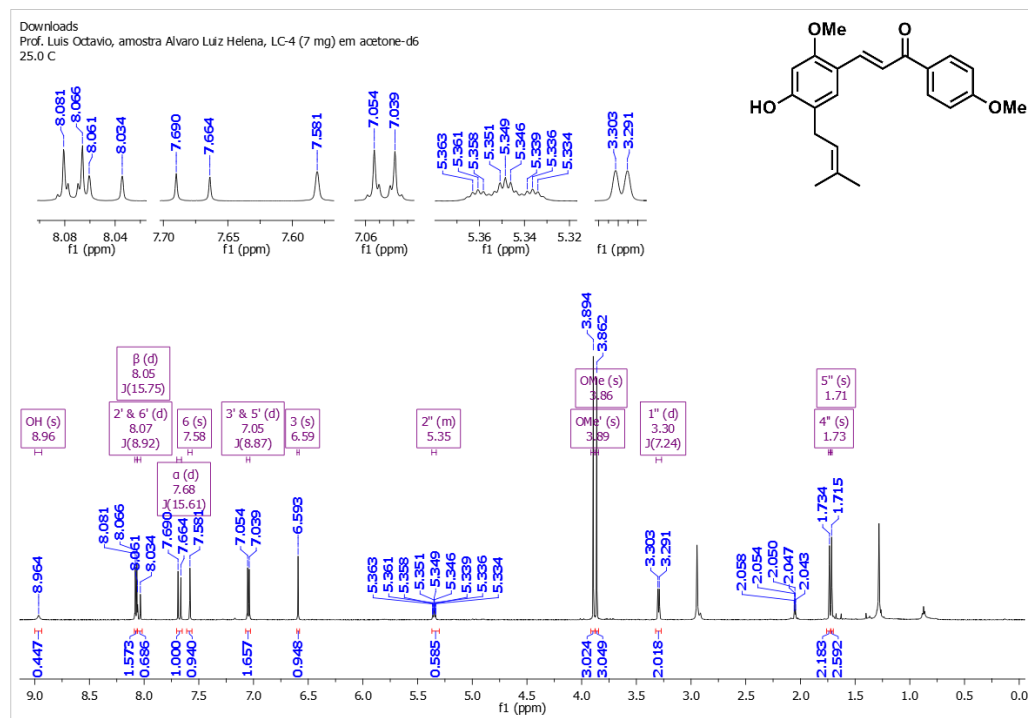 Downloads
Prof. Luis Octavio, amostra Alvaro Luiz Helena, LC-4 (7 mg) em acetone-d6
25.0 C
OMe
O
HO
OMe
8.081
8.066
8.061
8.034
7.690
7.664
7.581
7.054
7.039
5.363
5.361
5.358
5.351
5.349
5.346
5.339
5.336
5.334
3.303
3.291
8.08 8.04
f1 (ppm)
7.70 7.65 7.60
f1 (ppm)
7.06
f1 (ppm)
5.36 5.34 5.32
f1 (ppm)
f1 (ppm)
3.894
3.862
β (d)
8.05
J(15.75)
OMe (s)
3.86
5" (s)
1.71
OH (s)
8.96
2' & 6' (d)
8.07
J(8.92)
6 (s)
7.58
3' & 5' (d)
7.05
J(8.87)
3 (s)
6.59
2" (m)
5.35
OMe' (s)
3.89
1" (d)
3.30
J(7.24)
4" (s)
1.73
α (d)
7.68
J(15.61)
8.964
8.081
8.066
8.061
8.034
7.690
7.664
7.581
7.054
7.039
6.593
5.363
5.361
5.358
5.351
5.349
5.346
5.339
5.336
5.334
3.303
3.291
2.058
2.054
2.050
2.047
2.043
1.734
1.715
0.447
1.573
0.686
1.000
0.940
1.657
0.948
0.585
3.024
3.049
2.018
2.183
2.592
9.0 8.5 8.0 7.5 7.0 6.5 6.0 5.5 5.0 4.5 4.0 3.5 3.0 2.5 2.0 1.5 1.0 0.5 0.0
f1 (ppm)